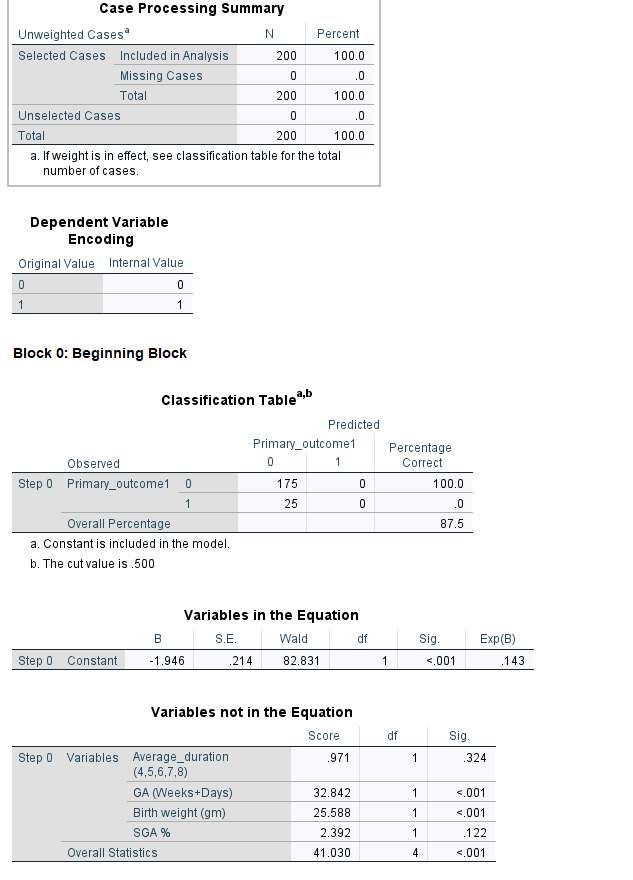 Case Processing Summary
Unweighted Casesᵃ N Percent
Selected Cases Included in Analysis 200 100.0
Missing Cases 0 .0
Total 200 100.0
Unselected Cases 0 .0
Total 200 100.0
a. If weight is in effect, see classification table for the total
number of cases.
Dependent Variable
Encoding
Original Value Internal Value
0 0
1 1
Block 0: Beginning Block
Classification Tableᵃ,ᵇ
Predicted
Primary_outcome1 Percentage
Observed 0 1 Correct
Step 0 Primary_outcome1 0 175 0 100.0
1 25 0 .0
Overall Percentage 87.5
a. Constant is included in the model.
b. The cut value is .500
Variables in the Equation
B S.E. Wald df Sig. Exp(B)
Step 0 Constant -1.946 .214 82.831 1 <.001 .143
Variables not in the Equation
Score df Sig.
Step 0 Variables Average_duration .971 1 .324
(4,5,6,7,8)
GA (Weeks+Days) 32.842 1 <.001
Birth weight (gm) 25.588 1 <.001
SGA % 2.392 1 .122
Overall Statistics 41.030 4 <.001